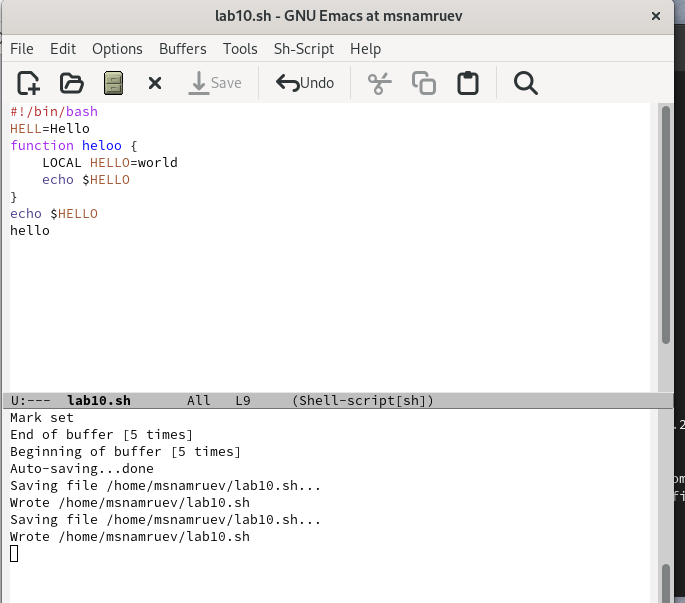 lab10.sh - GNU Emacs at msnamruev
File Edit Options Buffers Tools Sh-Script Help
Save Undo
#!/bin/bash
HELL=Hello
function heloo {
    LOCAL HELLO=world
    echo $HELLO
}
echo $HELLO
hello
U:--- lab10.sh All L9 (Shell-script[sh])
Mark set
End of buffer [5 times]
Beginning of buffer [5 times]
Auto-saving...done
Saving file /home/msnamruev/lab10.sh...
Wrote /home/msnamruev/lab10.sh
Saving file /home/msnamruev/lab10.sh...
Wrote /home/msnamruev/lab10.sh